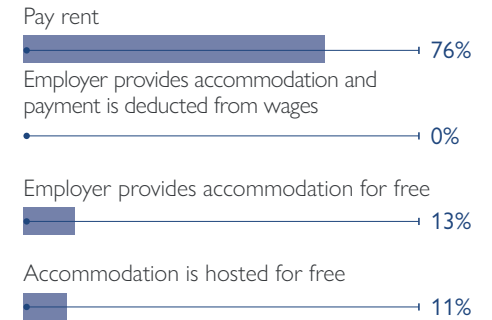 Pay rent
76%
Employer provides accommodation and
payment is deducted from wages
0%
Employer provides accommodation for free
13%
Accommodation is hosted for free
11%